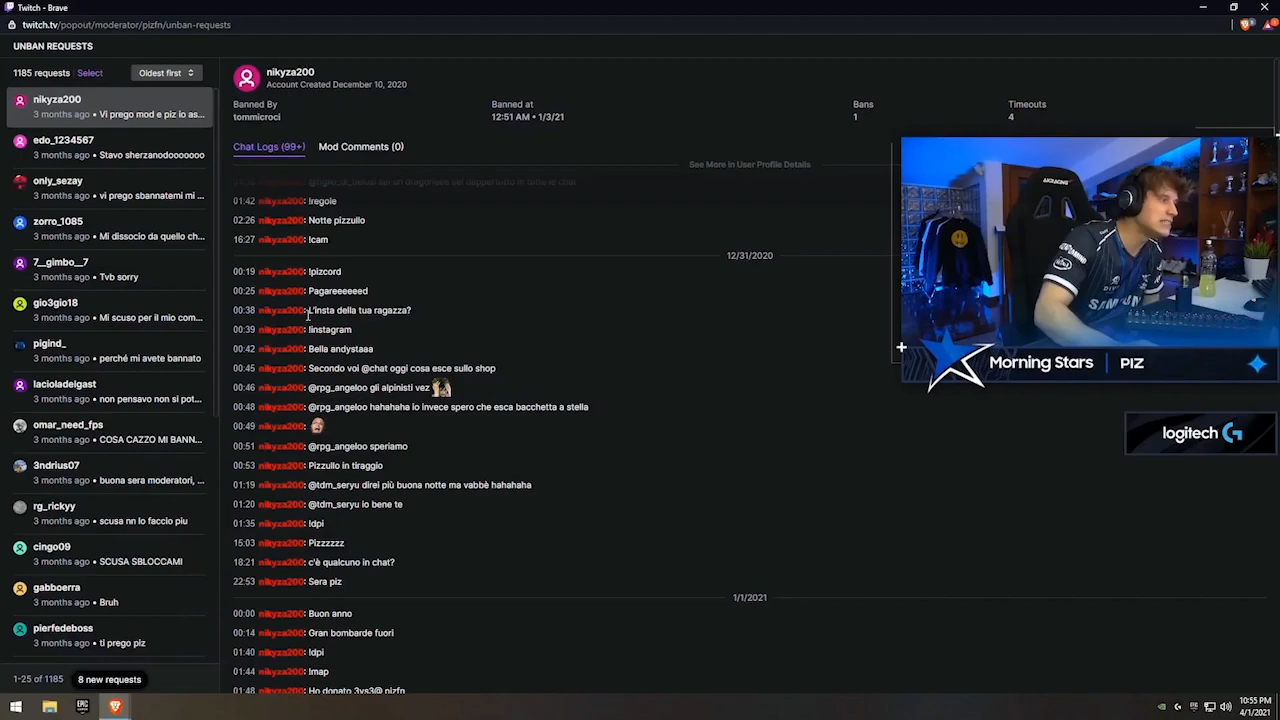 Twitch - Brave
twitch.tv/popout/moderator/pizfn/unban-requests
UNBAN REQUESTS
1185 requests Select Oldest first
nikyza200
3 months ago • Vi prego mod e piz io as...
edo_1234567
3 months ago • Stavo sherzandooooooo
only_sezay
3 months ago • vi prego sbannatemi mi ...
zorro_1085
3 months ago • Mi dissocio da quello ch...
7_gimbo__7
3 months ago • Tvb sorry
gio3gio18
3 months ago • Mi scuso per il mio com...
pigind_
3 months ago • perché mi avete bannato
lacioladelgast
3 months ago • non pensavo non si pot...
omar_need_fps
3 months ago • COSA CAZZO MI BANN...
3ndrius07
3 months ago • buona sera moderatori, ...
rg_rickyy
3 months ago • scusa nn lo faccio piu
cingo09
3 months ago • SCUSA SBLOCCAMI
gabboerra
3 months ago • Bruh
pierfedeboss
3 months ago • ti prego piz
1-25 of 1185 8 new requests
nikyza200
Account Created December 10, 2020
Banned By
tommicroci
Banned at
12:51 AM • 1/3/21
Bans
1
Timeouts
4
Chat Logs (99+) Mod Comments (0)
See More in User Profile Details
01:42 nikyza200: !regole
02:26 nikyza200: Notte pizzullo
16:27 nikyza200: !cam
12/31/2020
00:19 nikyza200: !pizcord
00:25 nikyza200: Pagareeeeeed
00:38 nikyza200: L'insta della tua ragazza?
00:39 nikyza200: !instagram
00:42 nikyza200: Bella andystaaa
00:45 nikyza200: Secondo voi @chat oggi cosa esce sullo shop
00:46 nikyza200: @rpg_angeloo gli alpinisti vez
00:48 nikyza200: @rpg_angeloo hahahaha io invece spero che esca bacchetta a stella
00:49 nikyza200:
00:51 nikyza200: @rpg_angeloo speriamo
00:53 nikyza200: Pizzullo in tiraggio
01:19 nikyza200: @tdm_seryu direi più buona notte ma vabbè hahahaha
01:20 nikyza200: @tdm_seryu io bene te
01:35 nikyza200: !dpi
15:03 nikyza200: Pizzzzzz
18:21 nikyza200: c'è qualcuno in chat?
22:53 nikyza200: Sera piz
1/1/2021
00:00 nikyza200: Buon anno
00:14 nikyza200: Gran bombarde fuori
01:40 nikyza200: !dpi
01:44 nikyza200: !map
01:48 nikyza200: Ho donato 3vs3@ pizfn
AKRACING
SAMSUNG
Morning Stars | PIZ
logitech G
EPIC
10:55 PM
4/1/2021